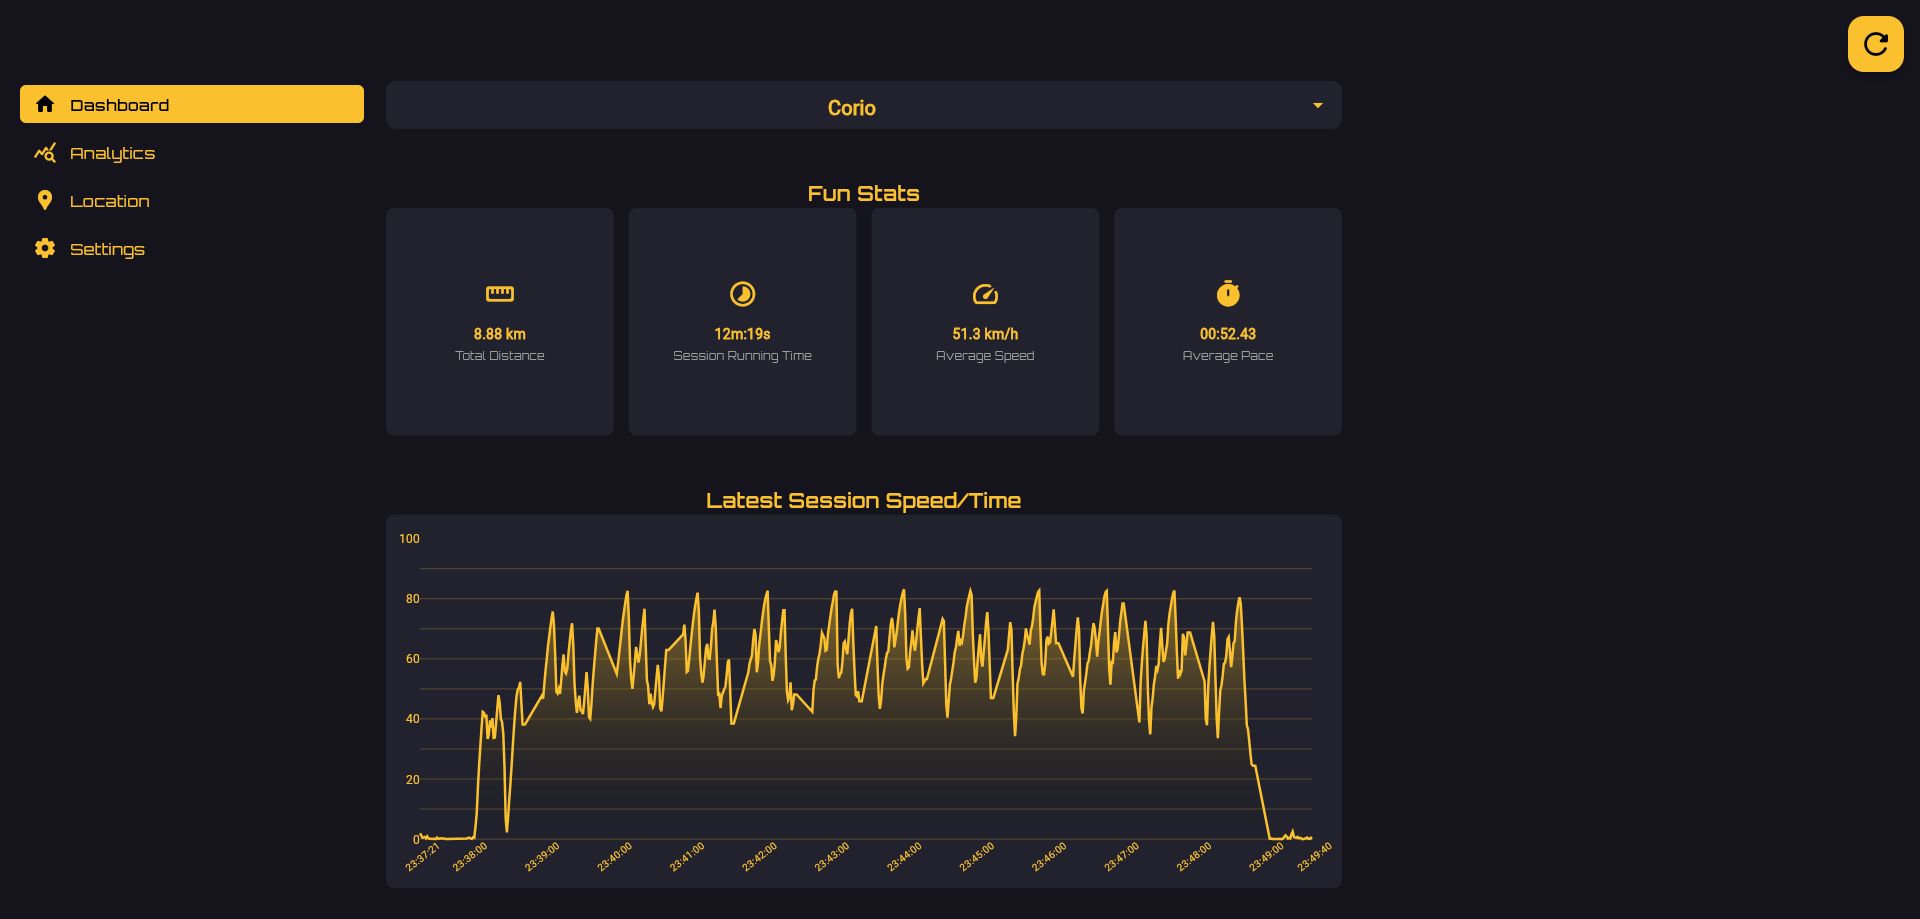 Dashboard
Analytics
Location
Settings
Corio
Fun Stats
8.88 km
Total Distance
12m:19s
Session Running Time
51.3 km/h
Average Speed
00:52.43
Average Pace
Latest Session Speed/Time
100
80
60
40
20
0
23:37:21
23:38:00
23:39:00
23:40:00
23:41:00
23:42:00
23:43:00
23:44:00
23:45:00
23:46:00
23:47:00
23:48:00
23:49:00
23:49:40